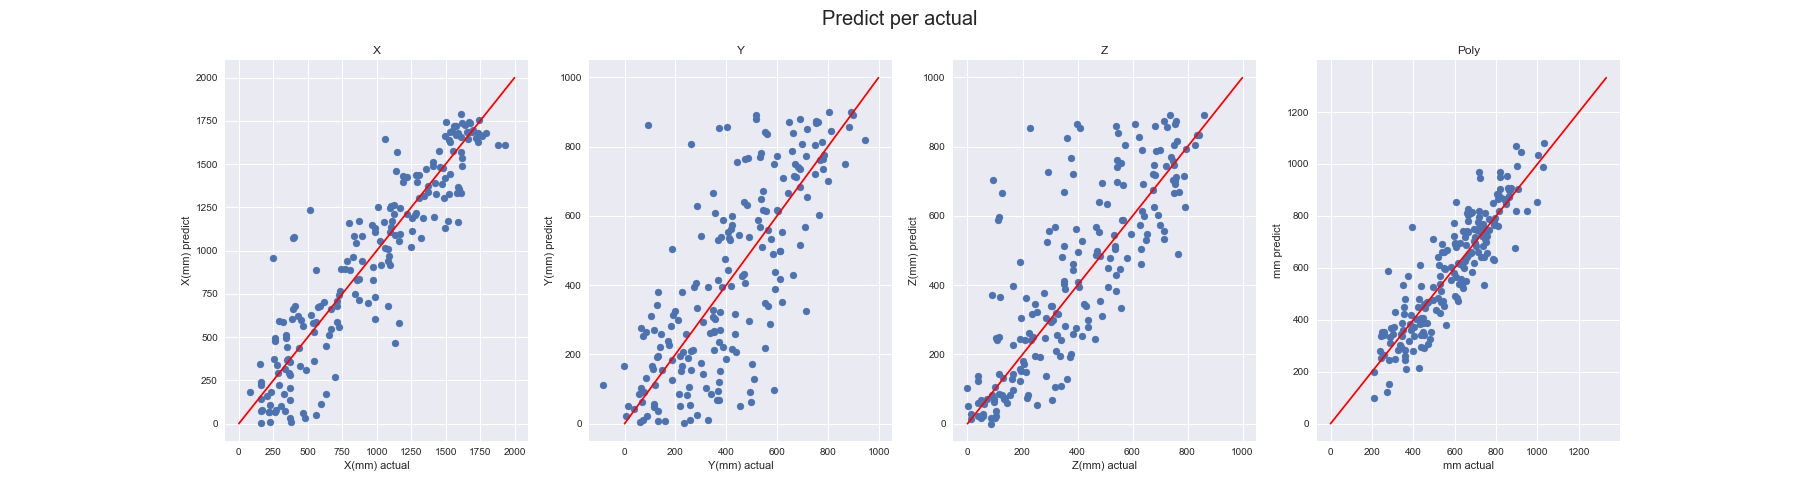 Predict per actual
X
Y
Z
Poly
2000
1750
1500
1250
1000
750
500
250
0
X(mm) predict
0 250 500 750 1000 1250 1500 1750 2000
X(mm) actual
1000
800
600
400
200
0
Y(mm) predict
0 200 400 600 800 1000
Y(mm) actual
1000
800
600
400
200
0
Z(mm) predict
0 200 400 600 800 1000
Z(mm) actual
1200
1000
800
600
400
200
0
mm predict
0 200 400 600 800 1000 1200
mm actual